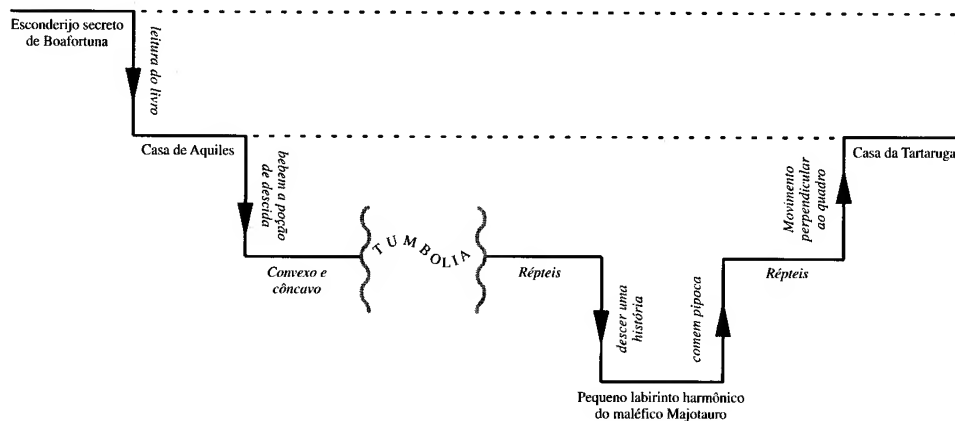 Esconderijo secreto
de Boafortuna
leitura do livro
Casa de Aquiles
bebem a poção
de descida
Convexo e
côncavo
TUMBOLIA
Répteis
descer uma
história
Pequeno labirinto harmônico
do maléfico Majotauro
comem pipoca
Répteis
Movimento
perpendicular
ao quadro
Casa da Tartaruga